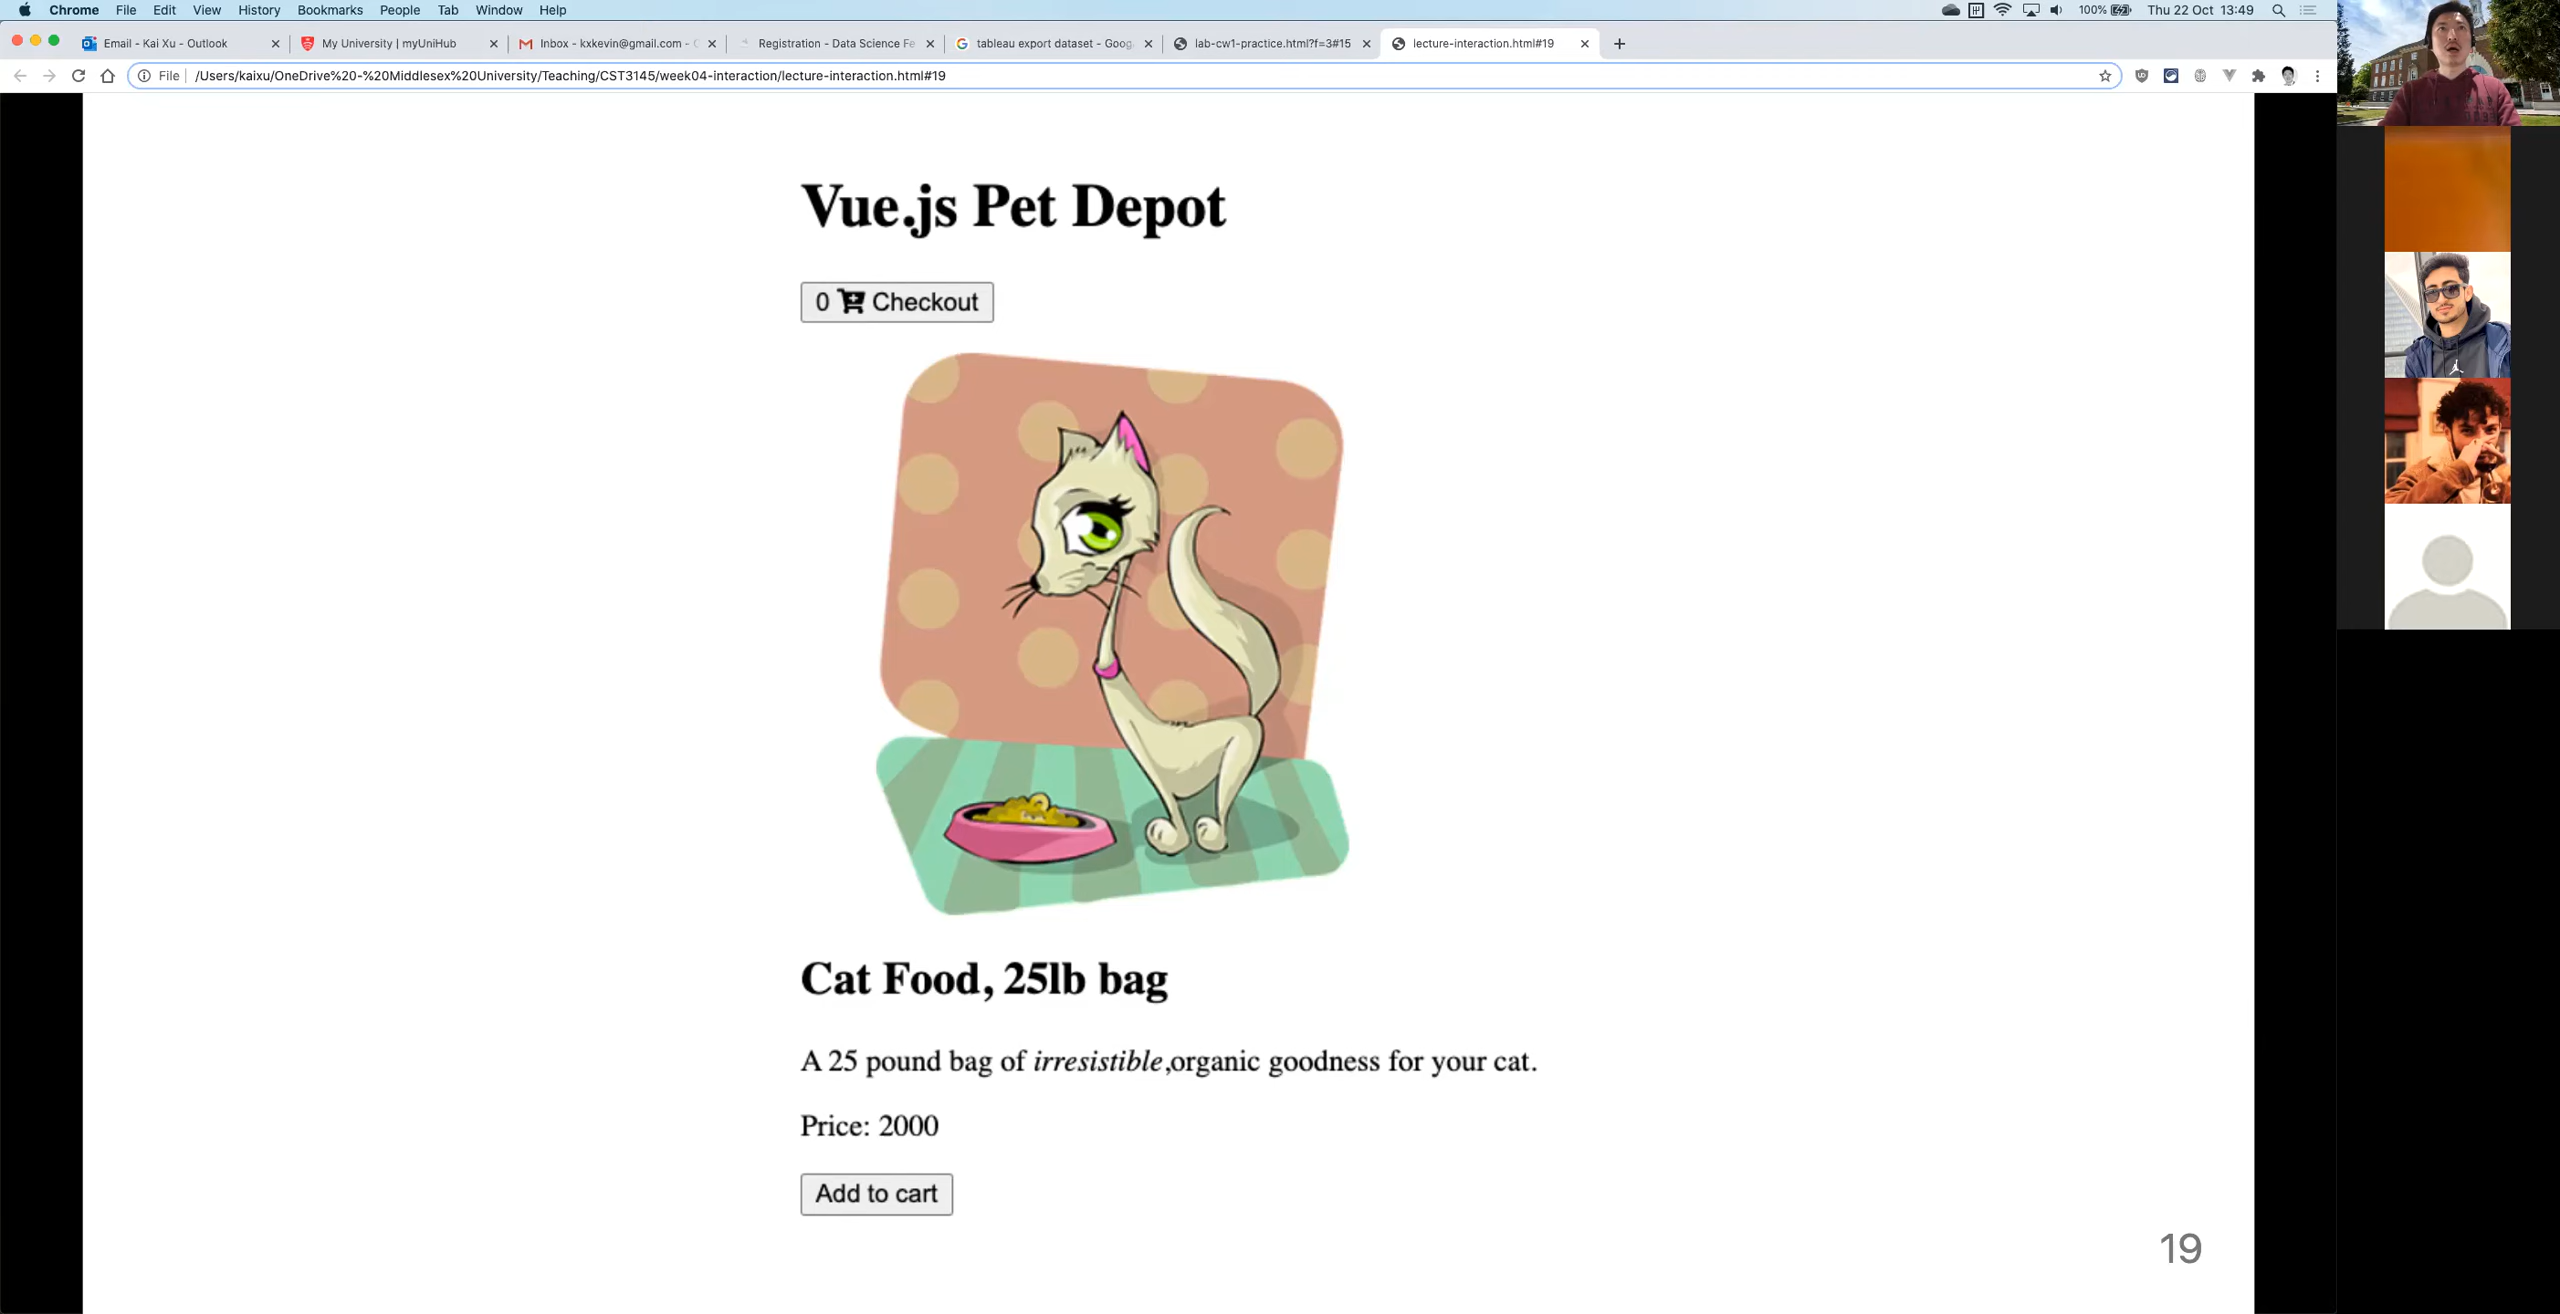 Chrome File Edit View History Bookmarks People Tab Window Help 100% Thu 22 Oct 13:49
Email - Kai Xu - Outlook My University | myUniHub Inbox - kxkevin@gmail.com - Registration - Data Science Fe tableau export dataset - Goog lab-cw1-practice.html?f=3#15 lecture-interaction.html#19
File /Users/kaixu/OneDrive%20-%20Middlesex%20University/Teaching/CST3145/week04-interaction/lecture-interaction.html#19
Vue.js Pet Depot
0 Checkout
Cat Food, 25lb bag
A 25 pound bag of irresistible,organic goodness for your cat.
Price: 2000
Add to cart
19